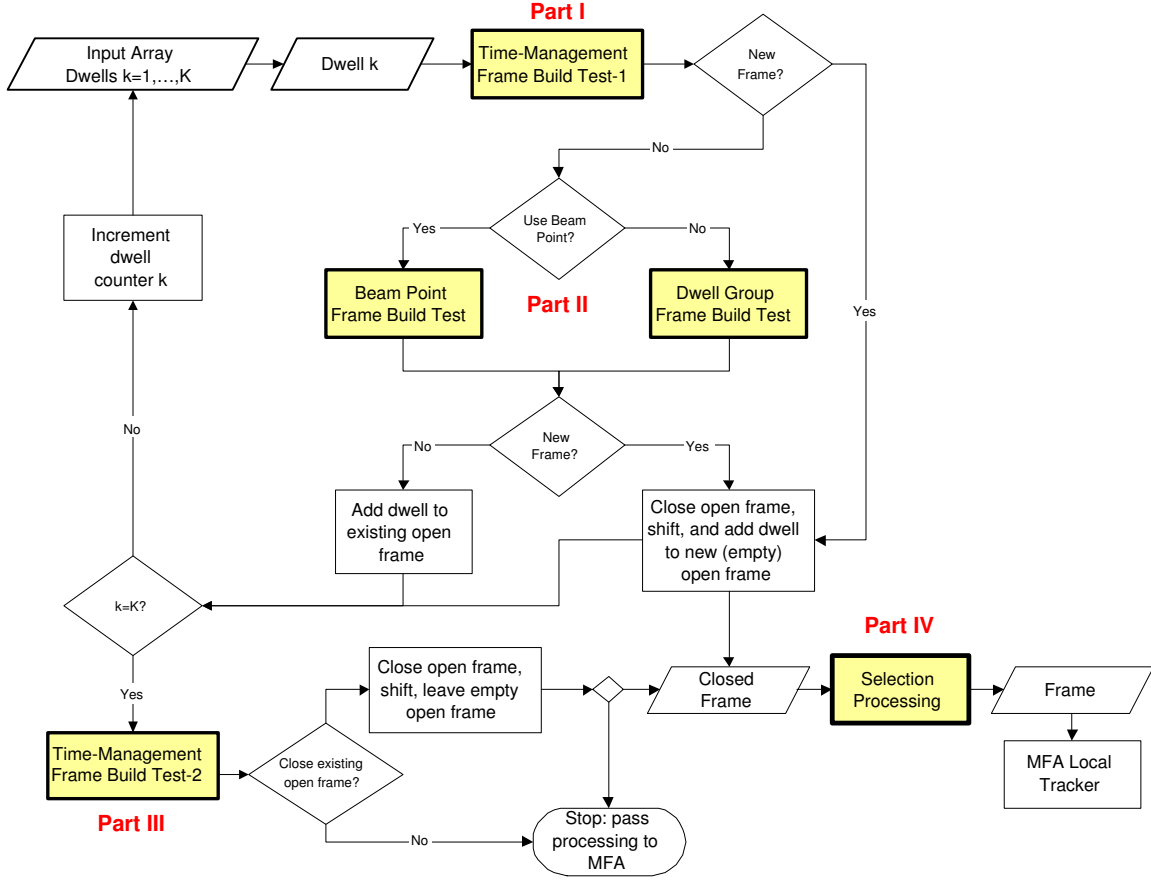 Part I
Input Array
Dwells k=1,…,K
Dwell k
Time-Management
Frame Build Test-1
New
Frame?
No
Yes
Use Beam
Point?
Yes
No
Increment
dwell
counter k
Beam Point
Frame Build Test
Part II
Dwell Group
Frame Build Test
No
New
Frame?
No
Yes
Add dwell to
existing open
frame
Close open frame,
shift, and add dwell
to new (empty)
open frame
k=K?
Yes
Part IV
Close open frame,
shift, leave empty
open frame
Closed
Frame
Selection
Processing
Frame
Time-Management
Frame Build Test-2
Close existing
open frame?
MFA Local
Tracker
Part III
No
Stop: pass
processing to
MFA